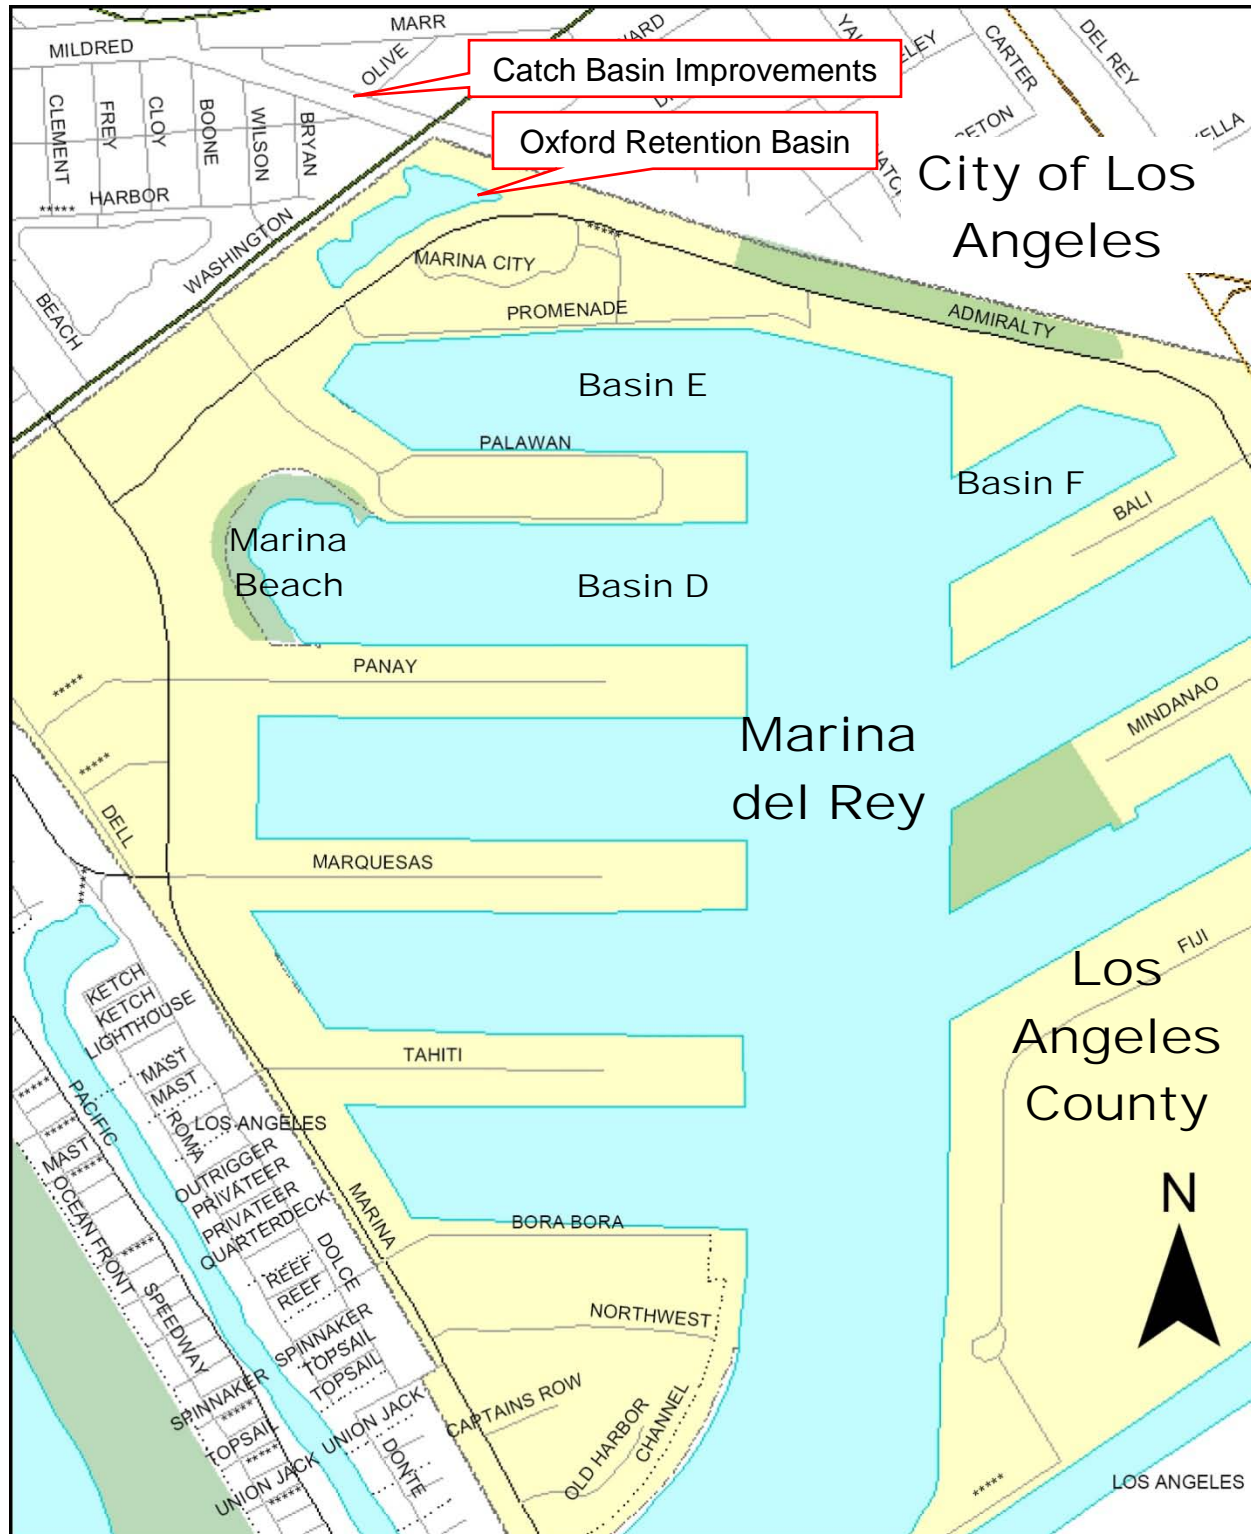 MARR
MILDRED
OLIVE
WARD
CARTER
DEL REY
Catch Basin Improvements
CLEMENT
FREY
CLOY
BOONE
WILSON
BRYAN
Oxford Retention Basin
City of Los
Angeles
HARBOR
*****
WASHINGTON
*****
MARINA CITY
BEACH
PROMENADE
ADMIRALTY
Basin E
PALAWAN
Basin F
BALI
Marina
Beach
Basin D
PANAY
*****
MINDANAO
Marina
del Rey
*****
DELL
MARQUESAS
*****
FIJI
Los
Angeles
County
KETCH
KETCH
LIGHTHOUSE
TAHITI
MAST
MAST
*****
PACIFIC
ROMA
LOS ANGELES
*****
MAST
*****
OUTRIGGER
PRIVATEER
PRIVATEER
QUARTERDECK
OCEAN FRONT
MARINA
N
BORA BORA
*****
DOLCE
REEF
REEF
SPEEDWAY
NORTHWEST
SPINNAKER
TOPSAIL
TOPSAIL
SPINNAKER
*****
CAPTAINS ROW
UNION JACK
TOPSAIL
*****
OLD HARBOR
CHANNEL
DONTE
UNION JACK
*****
*****
LOS ANGELES